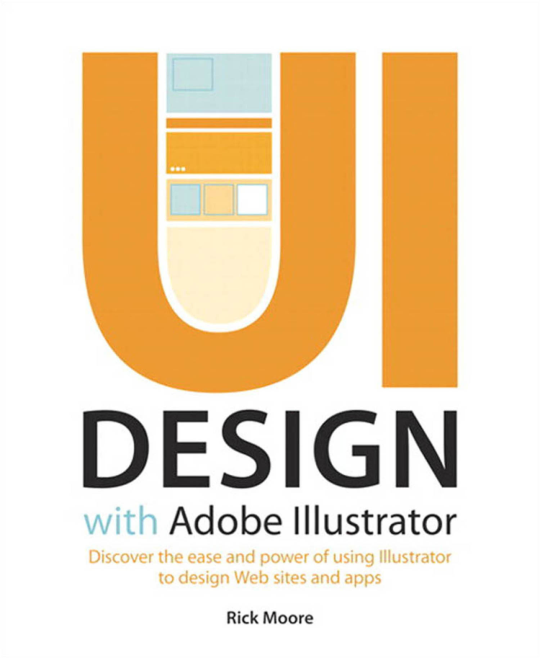 UI
DESIGN
with Adobe Illustrator
Discover the ease and power of using Illustrator
to design Web sites and apps
Rick Moore